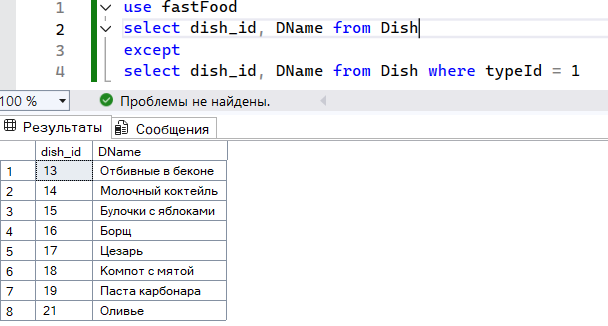 1 use fastFood
2 select dish_id, DName from Dish
3 except
4 select dish_id, DName from Dish where typeId = 1
100 % Проблемы не найдены.
Результаты Сообщения
dish_id DName
1 13 Отбивные в беконе
2 14 Молочный коктейль
3 15 Булочки с яблоками
4 16 Борщ
5 17 Цезарь
6 18 Компот с мятой
7 19 Паста карбонара
8 21 Оливье